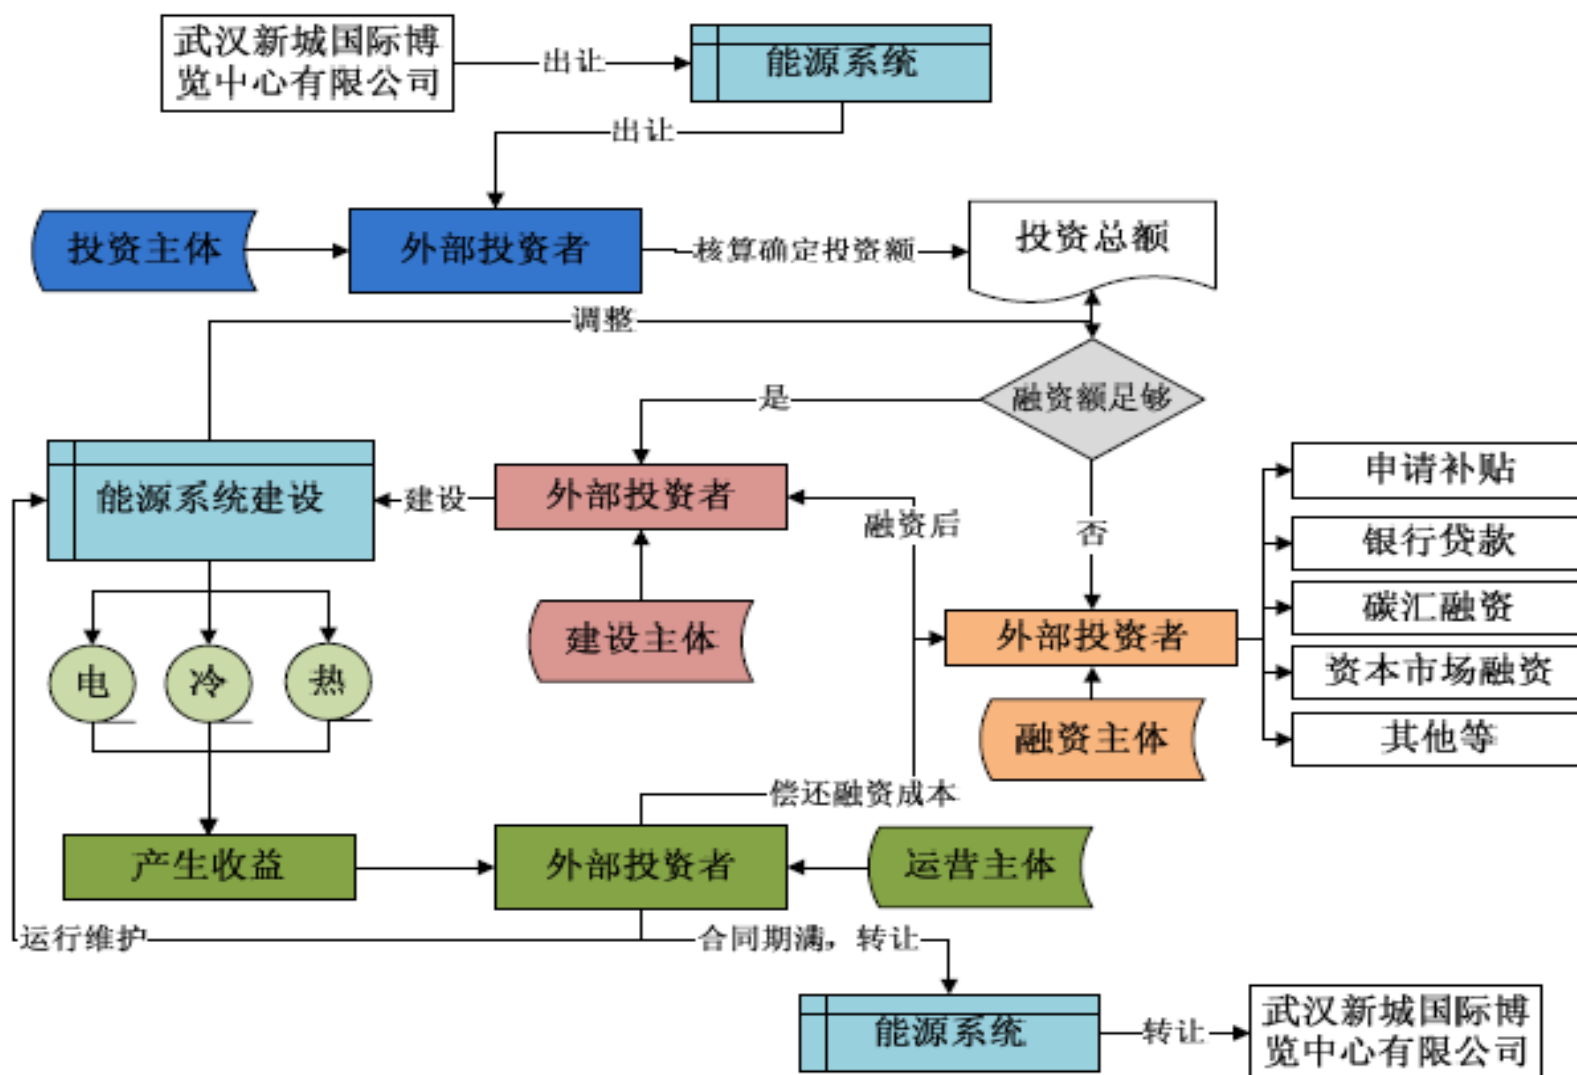 武汉新城国际博
览中心有限公司
出让
能源系统
出让
投资主体
外部投资者
核算确定投资额
投资总额
调整
融资额足够
是
能源系统建设
建设
外部投资者
融资后
否
申请补贴
银行贷款
碳汇融资
资本市场融资
其他等
建设主体
外部投资者
融资主体
电
冷
热
偿还融资成本
产生收益
外部投资者
运营主体
运行维护
合同期满，转让
能源系统
转让
武汉新城国际博
览中心有限公司